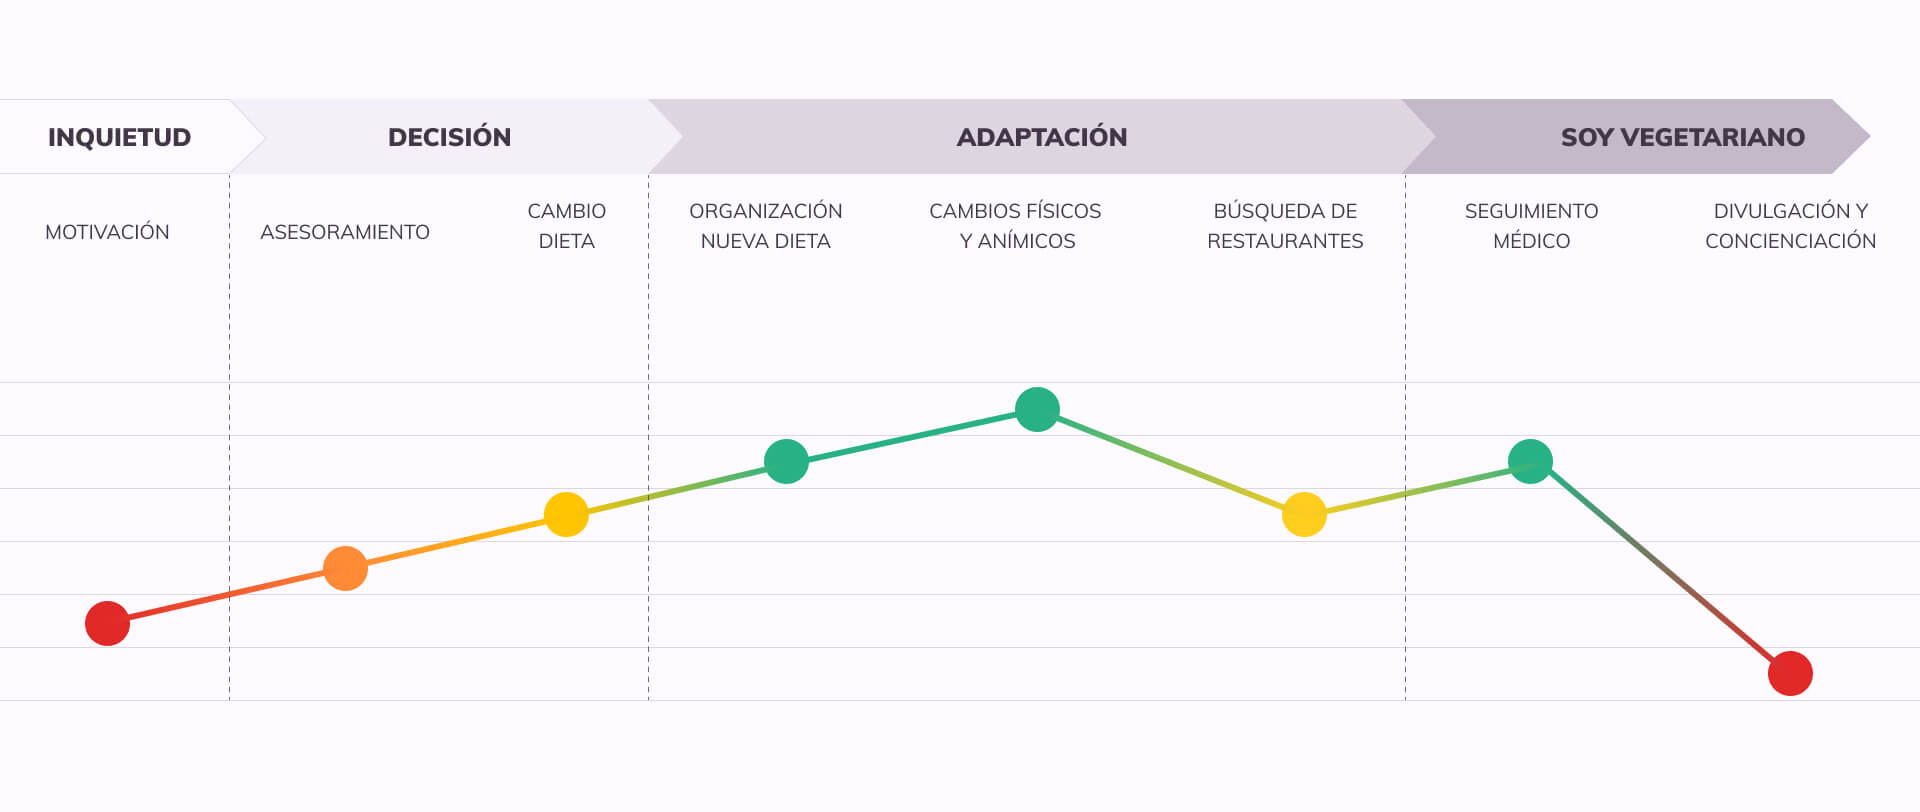 INQUIETUD
DECISIÓN
ADAPTACIÓN
SOY VEGETARIANO
MOTIVACIÓN
ASESORAMIENTO
CAMBIO
DIETA
ORGANIZACIÓN
NUEVA DIETA
CAMBIOS FÍSICOS
Y ANÍMICOS
BÚSQUEDA DE
RESTAURANTES
SEGUIMIENTO
MÉDICO
DIVULGACIÓN Y
CONCIENCIACIÓN